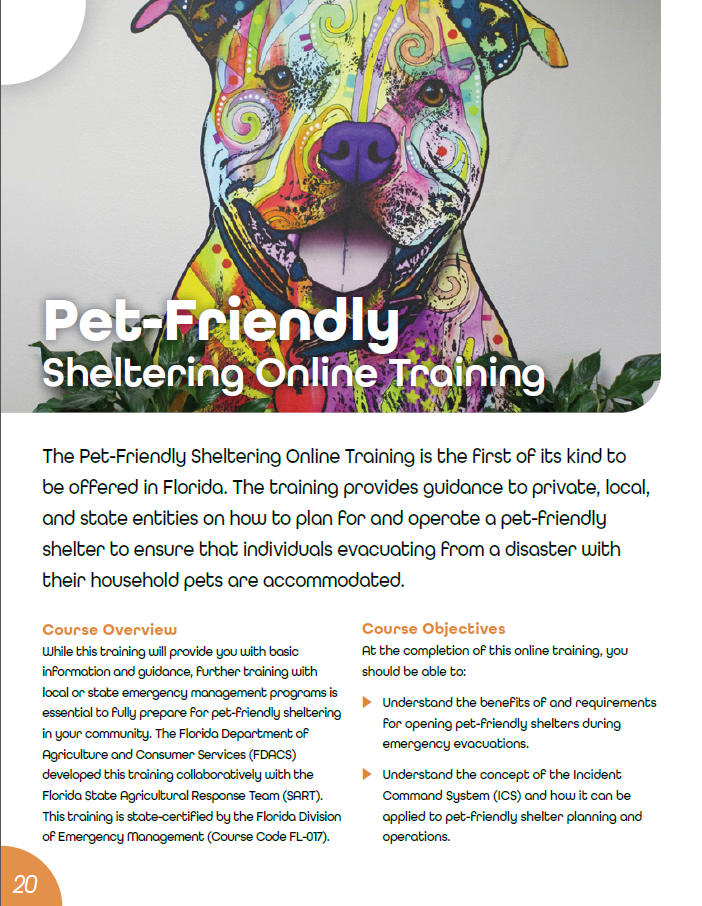 Pet-Friendly
Sheltering Online Training
The Pet-Friendly Sheltering Online Training is the first of its kind to
be offered in Florida. The training provides guidance to private, local,
and state entities on how to plan for and operate a pet-friendly
shelter to ensure that individuals evacuating from a disaster with
their household pets are accommodated.
Course Overview
While this training will provide you with basic
information and guidance, further training with
local or state emergency management programs is
essential to fully prepare for pet-friendly sheltering
in your community. The Florida Department of
Agriculture and Consumer Services (FDACS)
developed this training collaboratively with the
Florida State Agricultural Response Team (SART).
This training is state-certified by the Florida Division
of Emergency Management (Course Code FL-017).
Course Objectives
At the completion of this online training, you
should be able to:
Understand the benefits of and requirements
for opening pet-friendly shelters during
emergency evacuations.
Understand the concept of the Incident
Command System (ICS) and how it can be
applied to pet-friendly shelter planning and
operations.
20